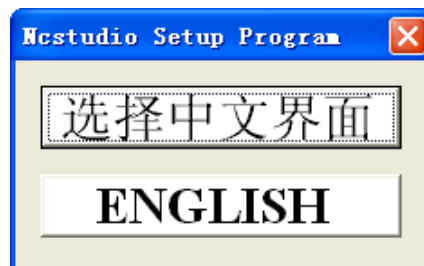 Ncstudio Setup Program
选择中文界面
ENGLISH